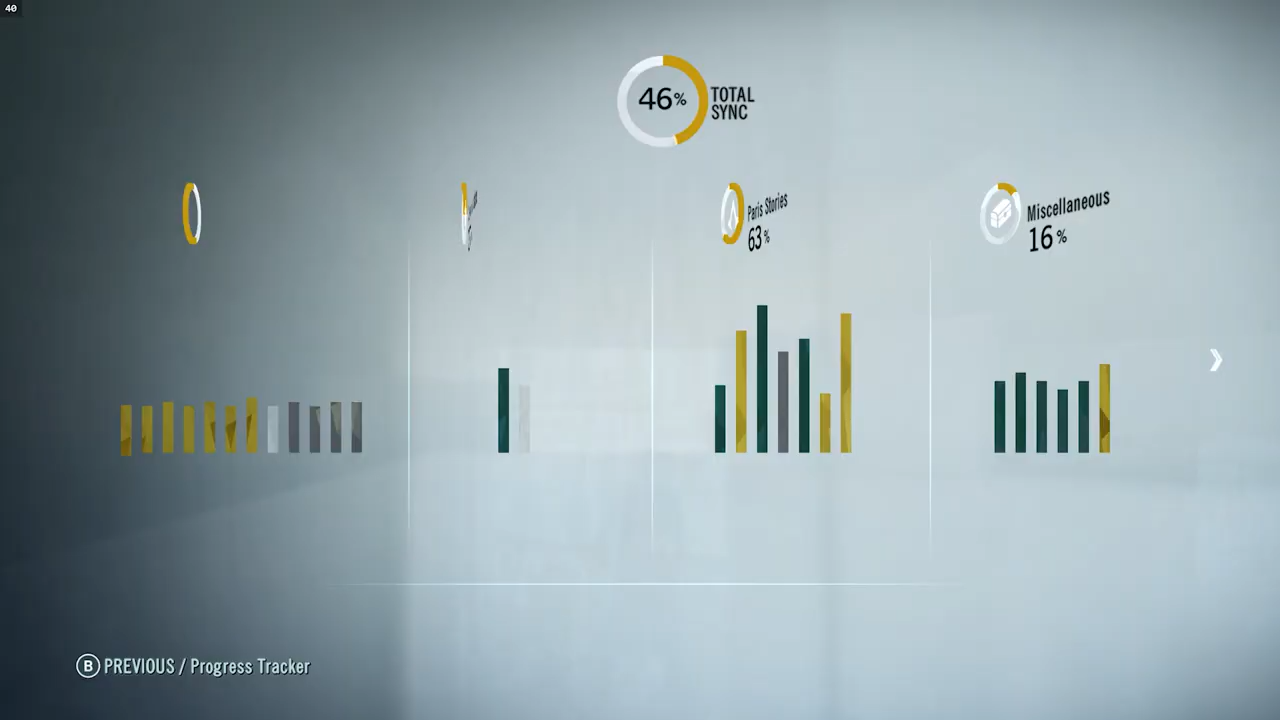 40
46%
TOTAL
SYNC
Paris Stories
63%
Miscellaneous
16%
B PREVIOUS / Progress Tracker